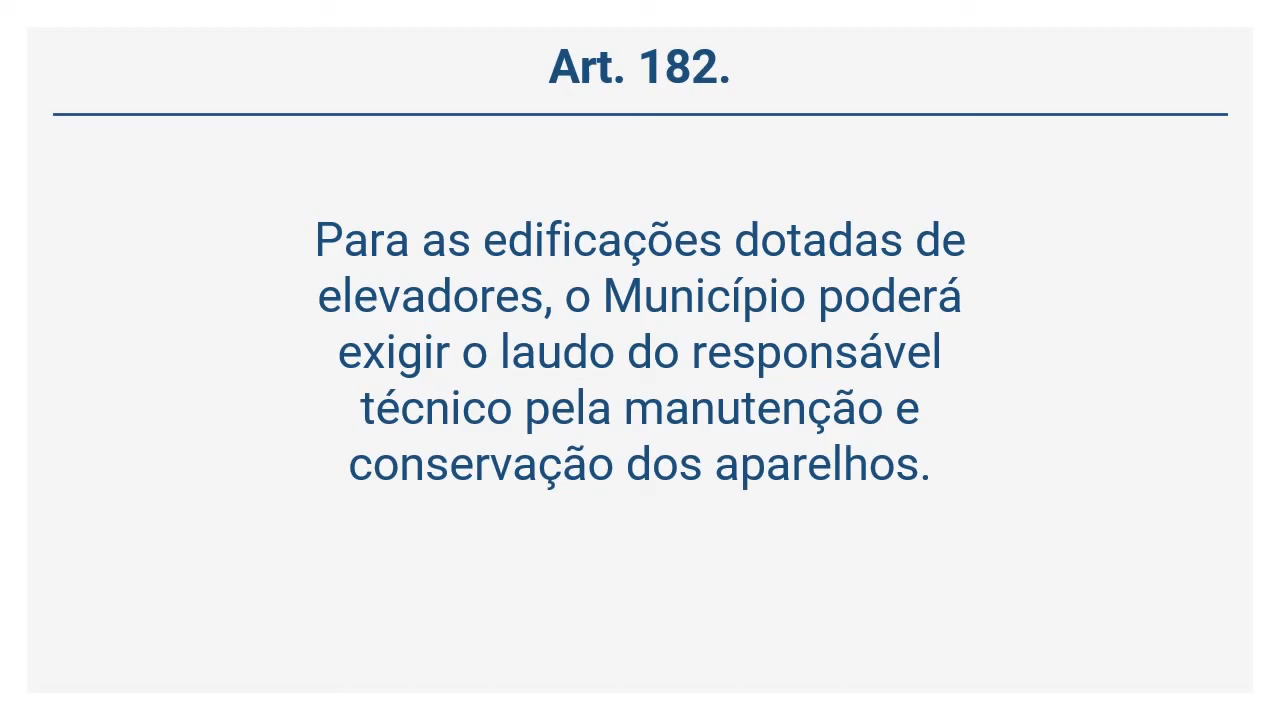 Art. 182.
Para as edificações dotadas de
elevadores, o Município poderá
exigir o laudo do responsável
técnico pela manutenção e
conservação dos aparelhos.